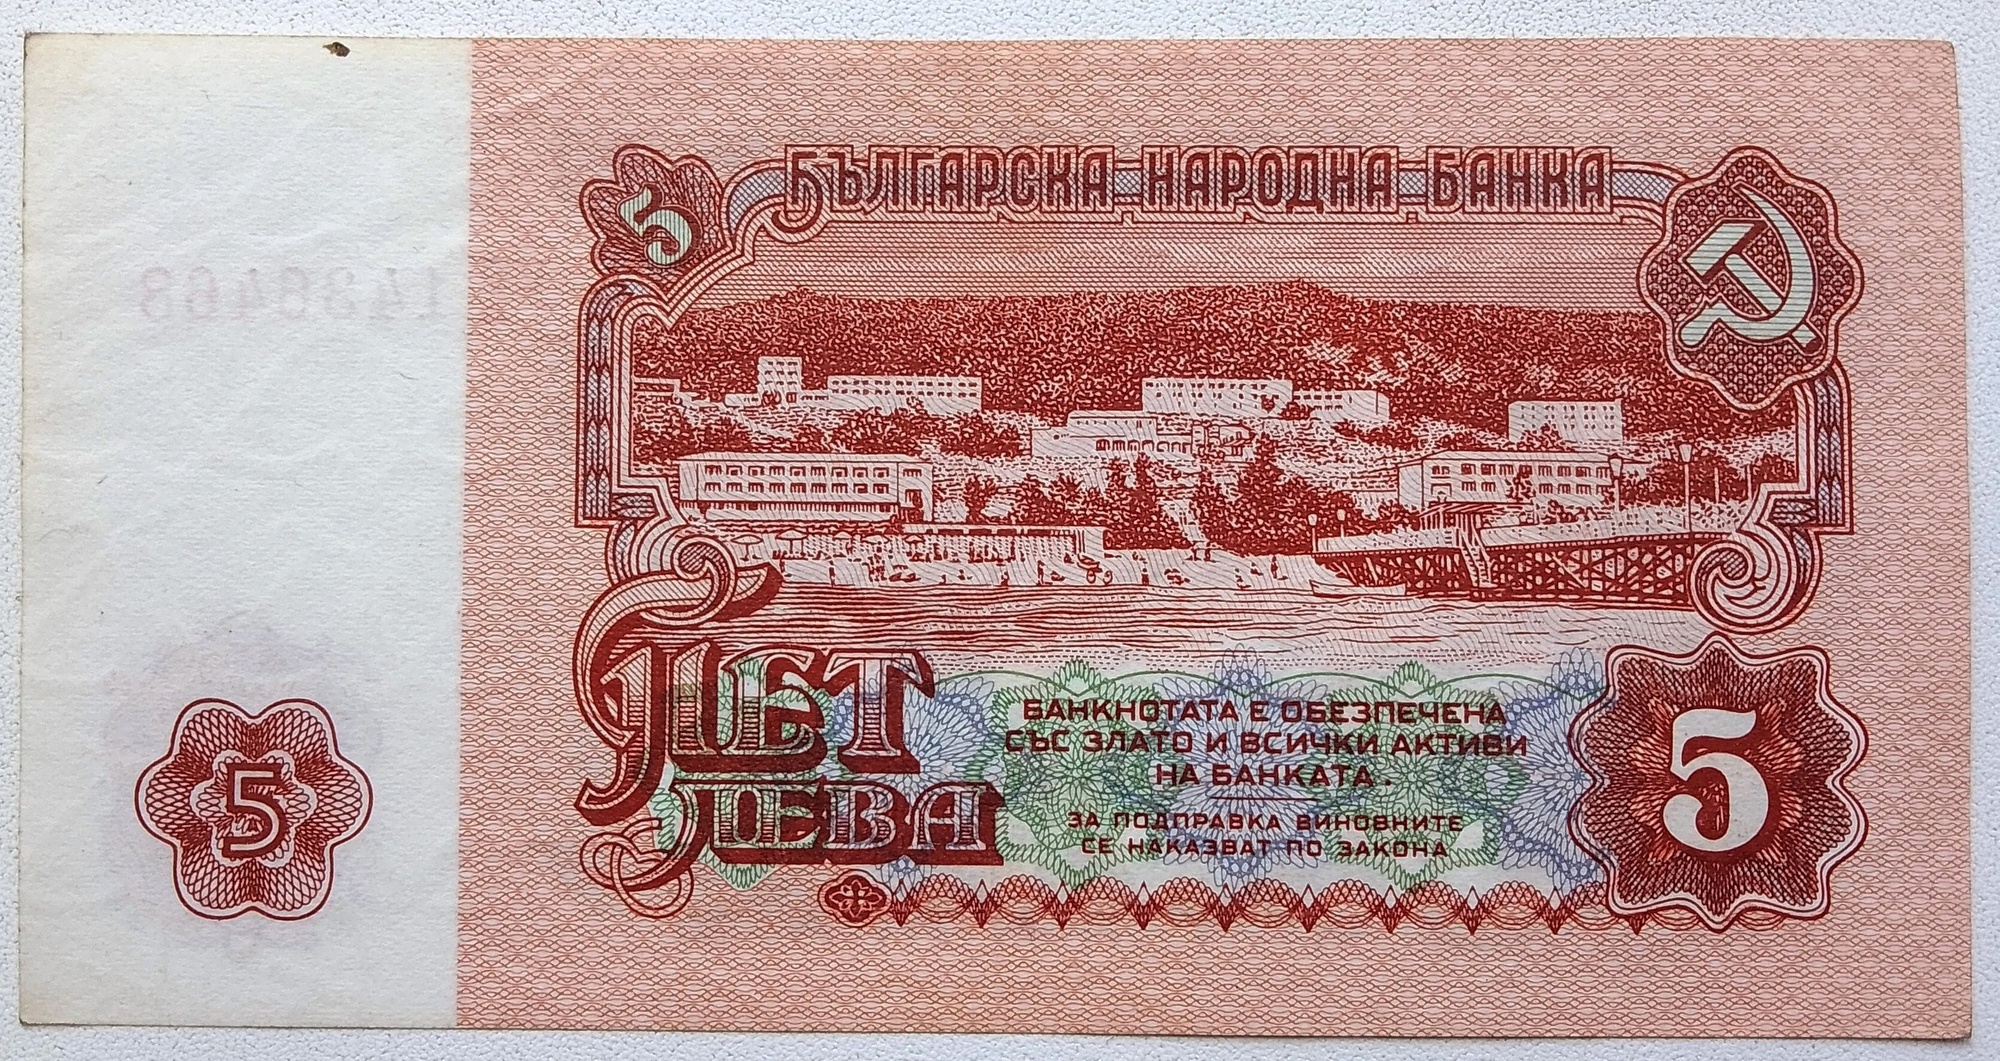 БЪЛГАРСКА НАРОДНА БАНКА
5
5
ПЕТ
ЛЕВА
БАНКНОТАТА Е ОБЕЗПЕЧЕНА
СЪС ЗЛАТО И ВСИЧКИ АКТИВИ
НА БАНКАТА.
ЗА ПОДПРАВКА ВИНОВНИТЕ
СЕ НАКАЗВАТ ПО ЗАКОНА
5